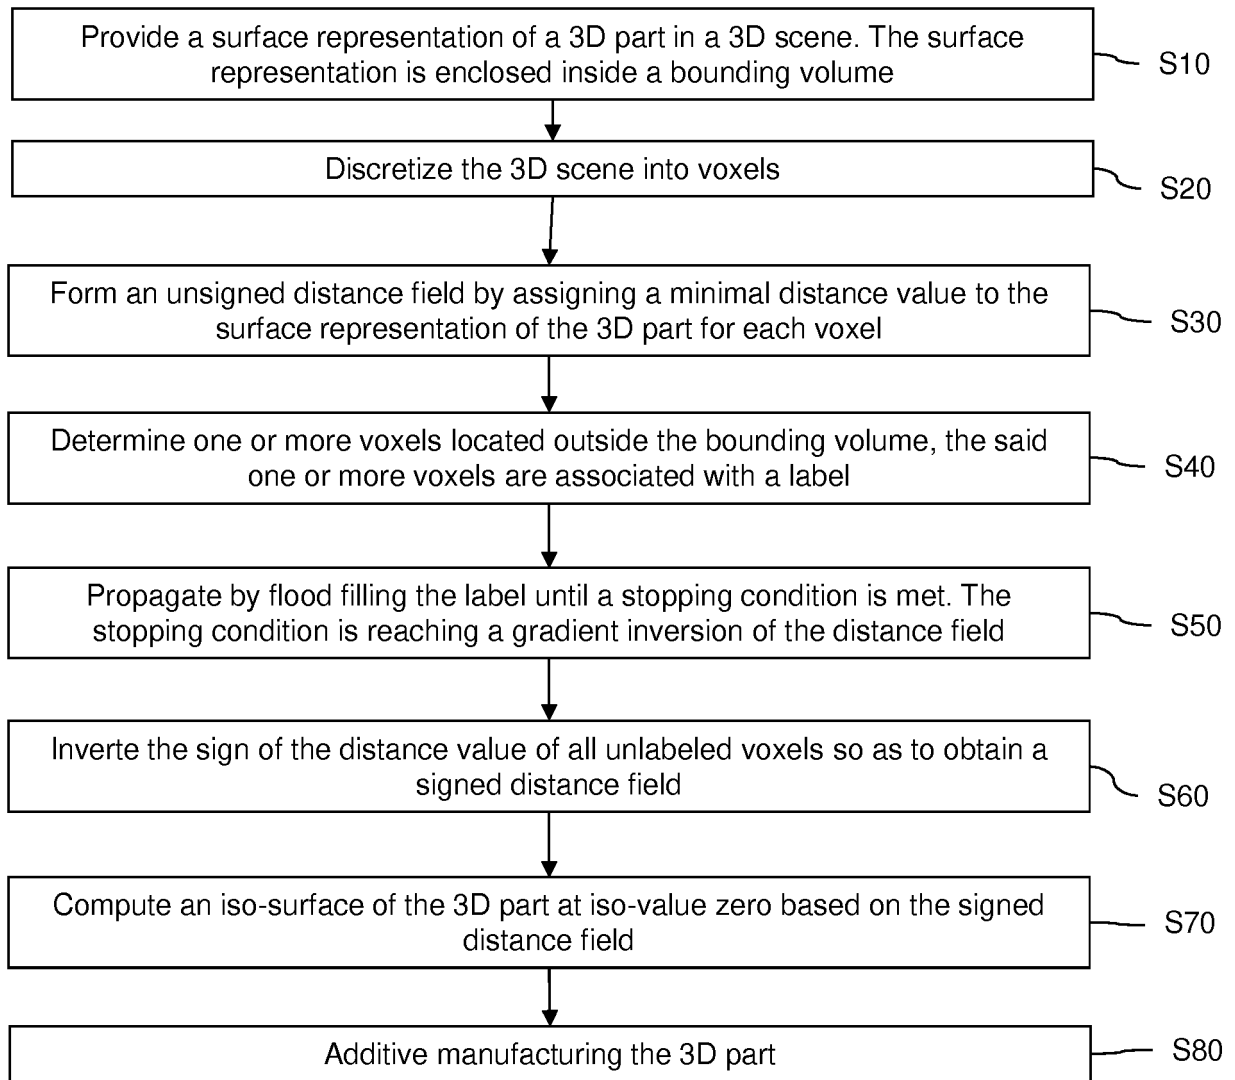 Provide a surface representation of a 3D part in a 3D scene. The surface
representation is enclosed inside a bounding volume
S10
Discretize the 3D scene into voxels
S20
Form an unsigned distance field by assigning a minimal distance value to the
surface representation of the 3D part for each voxel
S30
Determine one or more voxels located outside the bounding volume, the said
one or more voxels are associated with a label
S40
Propagate by flood filling the label until a stopping condition is met. The
stopping condition is reaching a gradient inversion of the distance field
S50
Inverte the sign of the distance value of all unlabeled voxels so as to obtain a
signed distance field
S60
Compute an iso-surface of the 3D part at iso-value zero based on the signed
distance field
S70
Additive manufacturing the 3D part
S80